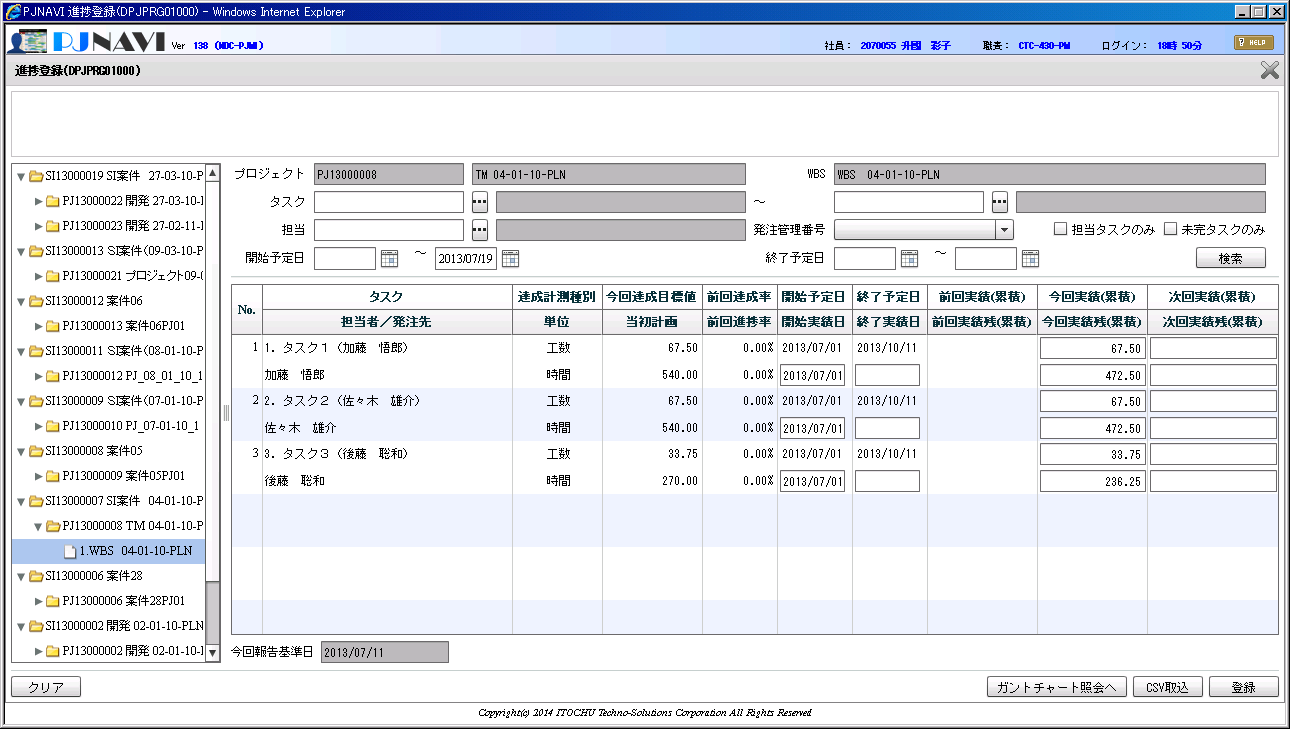 PJNAVI 進捗登録(DPJPRG01000) - Windows Internet Explorer
PJNAVI Ver 138 (NDC-PJMI) 社員： 2070055 升國 彩子 職責： CTC-430-PM ログイン： 18時 50分 ? HELP
進捗登録(DPJPRG01000)
SI13000019 SI案件 27-03-10-P
PJ13000022 開発 27-03-10-I
PJ13000023 開発 27-02-11-I
SI13000013 SI案件(09-03-10-P
PJ13000021 プロジェクト09-(
SI13000012 案件06
PJ13000013 案件06PJ01
SI13000011 SI案件(08-01-10-P
PJ13000012 PJ_08_01_10_1
SI13000009 SI案件(07-01-10-P
PJ13000010 PJ_07-01-10_1
SI13000008 案件05
PJ13000009 案件05PJ01
SI13000007 SI案件 04-01-10-P
PJ13000008 TM 04-01-10-P
1.WBS 04-01-10-PLN
SI13000006 案件28
PJ13000006 案件28PJ01
SI13000002 開発 02-01-10-PLN
PJ13000002 開発 02-01-10-I
プロジェクト PJ13000008 TM 04-01-10-PLN WBS WBS 04-01-10-PLN
タスク ～
担当 発注管理番号 担当タスクのみ 未完タスクのみ
開始予定日 ～ 2013/07/19 終了予定日 ～ 検索
No. タスク 達成計測種別 今回達成目標値 前回達成率 開始予定日 終了予定日 前回実績(累積) 今回実績(累積) 次回実績(累積)
担当者／発注先 単位 当初計画 前回進捗率 開始実績日 終了実績日 前回実績残(累積) 今回実績残(累積) 次回実績残(累積)
1 1. タスク１（加藤 悟郎） 工数 67.50 0.00% 2013/07/01 2013/10/11 67.50
加藤 悟郎 時間 540.00 0.00% 2013/07/01 472.50
2 2. タスク２（佐々木 雄介） 工数 67.50 0.00% 2013/07/01 2013/10/11 67.50
佐々木 雄介 時間 540.00 0.00% 2013/07/01 472.50
3 3. タスク３（後藤 聡和） 工数 33.75 0.00% 2013/07/01 2013/10/11 33.75
後藤 聡和 時間 270.00 0.00% 2013/07/01 236.25
今回報告基準日 2013/07/11
クリア ガントチャート照会へ CSV取込 登録
Copyright(c) 2014 ITOCHU Techno-Solutions Corporation All Rights Reserved